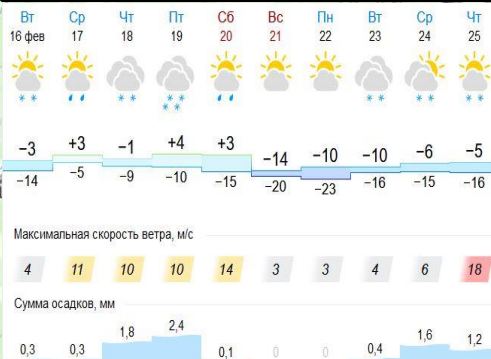 Вт Ср Чт Пт Сб Вс Пн Вт Ср Чт
16 фев 17 18 19 20 21 22 23 24 25
−3 +3 −1 +4 +3 −14 −10 −10 −6 −5
−14 −5 −9 −10 −15 −20 −23 −16 −15 −16
Максимальная скорость ветра, м/с
4 11 10 10 14 3 3 4 6 18
Сумма осадков, мм
0,3 0,3 1,8 2,4 0,1 0 0 0,4 1,6 1,2